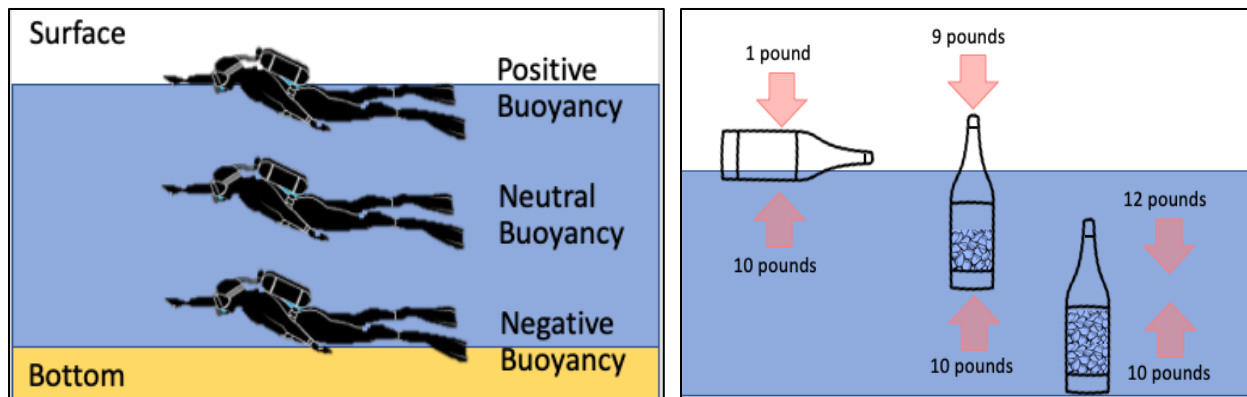 Surface
Positive
Buoyancy
Neutral
Buoyancy
Negative
Buoyancy
Bottom
1 pound
9 pounds
12 pounds
10 pounds
10 pounds
10 pounds